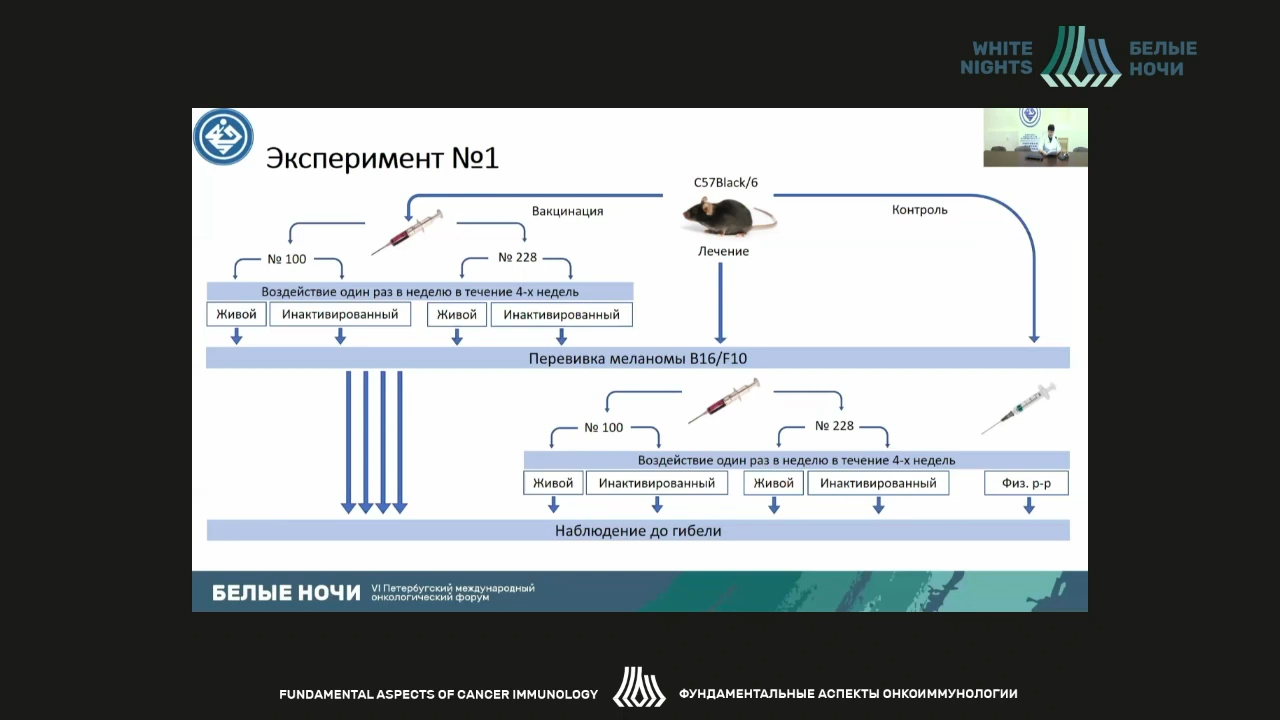 WHITE
NIGHTS
БЕЛЫЕ
НОЧИ
Эксперимент №1
C57Black/6
Вакцинация
Контроль
Лечение
№ 100
№ 228
Воздействие один раз в неделю в течение 4-х недель
Живой
Инактивированный
Живой
Инактивированный
Перевивка меланомы B16/F10
№ 100
№ 228
Воздействие один раз в неделю в течение 4-х недель
Живой
Инактивированный
Живой
Инактивированный
Физ. р-р
Наблюдение до гибели
БЕЛЫЕ НОЧИ
VI Петербугский международный
онкологический форум
FUNDAMENTAL ASPECTS OF CANCER IMMUNOLOGY
ФУНДАМЕНТАЛЬНЫЕ АСПЕКТЫ ОНКОИММУНОЛОГИИ